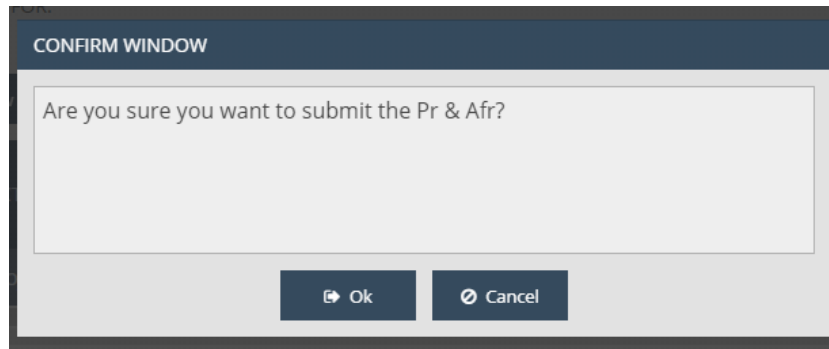 CONFIRM WINDOW
Are you sure you want to submit the Pr & Afr?
Ok
Cancel